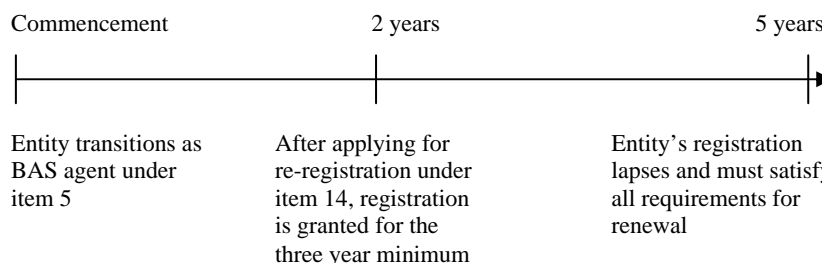 Commencement
2 years
5 years
Entity transitions as
BAS agent under
item 5
After applying for
re-registration under
item 14, registration
is granted for the
three year minimum
Entity's registration
lapses and must satisfy
all requirements for
renewal